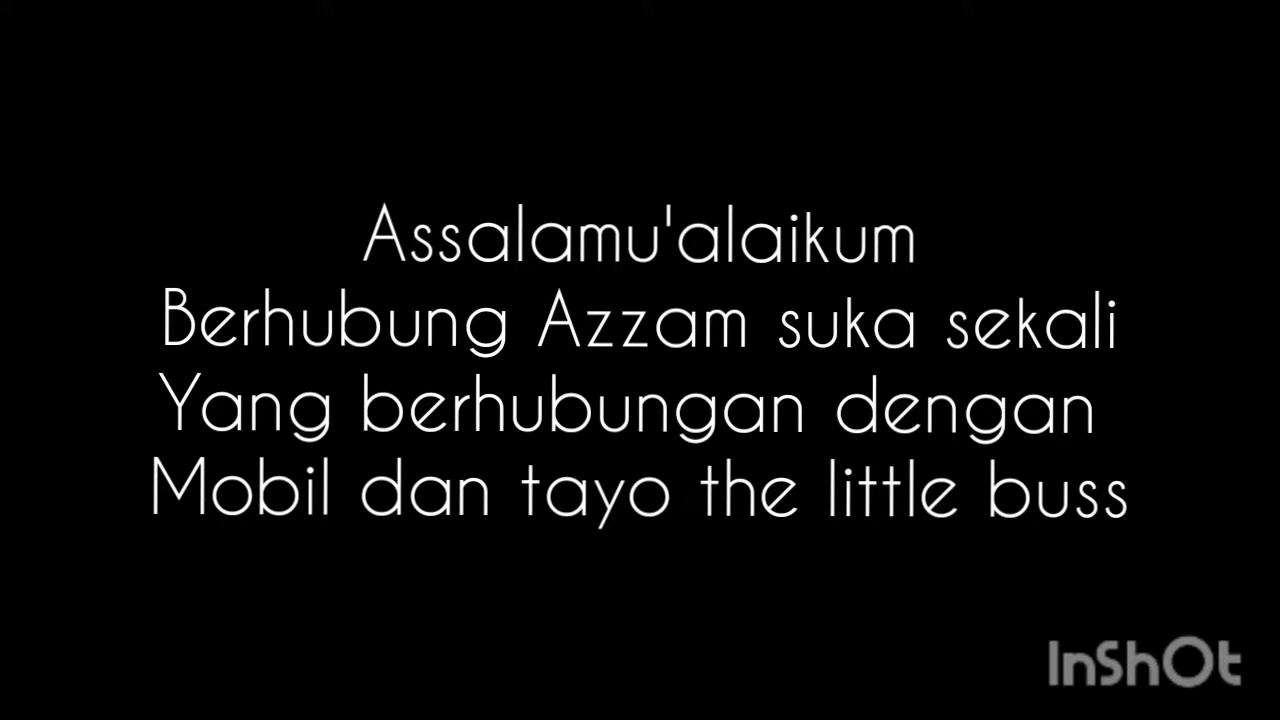 Assalamu'alaikum
Berhubung Azzam suka sekali
Yang berhubungan dengan
Mobil dan tayo the little buss
InShOt